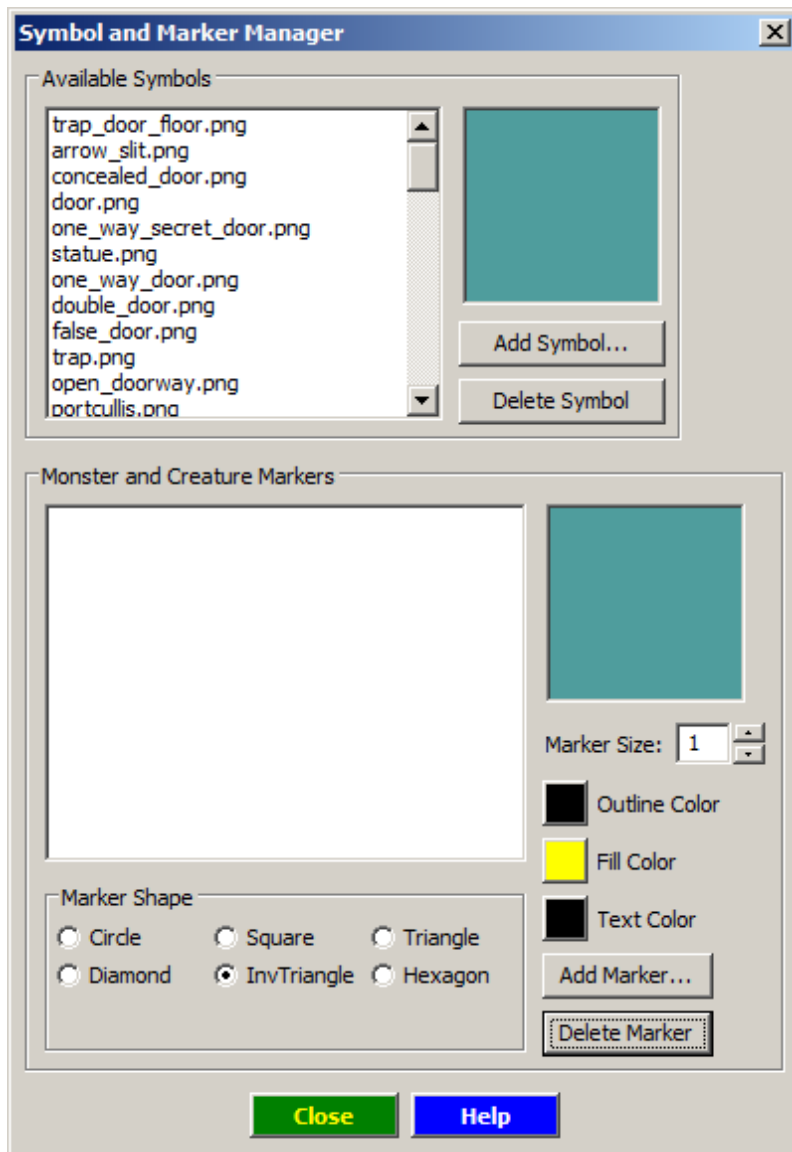 Symbol and Marker Manager
Available Symbols
trap_door_floor.png
arrow_slit.png
concealed_door.png
door.png
one_way_secret_door.png
statue.png
one_way_door.png
double_door.png
false_door.png
trap.png
open_doorway.png
portcullis.png
Add Symbol...
Delete Symbol
Monster and Creature Markers
Marker Size: 1
Outline Color
Fill Color
Text Color
Marker Shape
Circle Square Triangle
Diamond InvTriangle Hexagon
Add Marker...
Delete Marker
Close Help